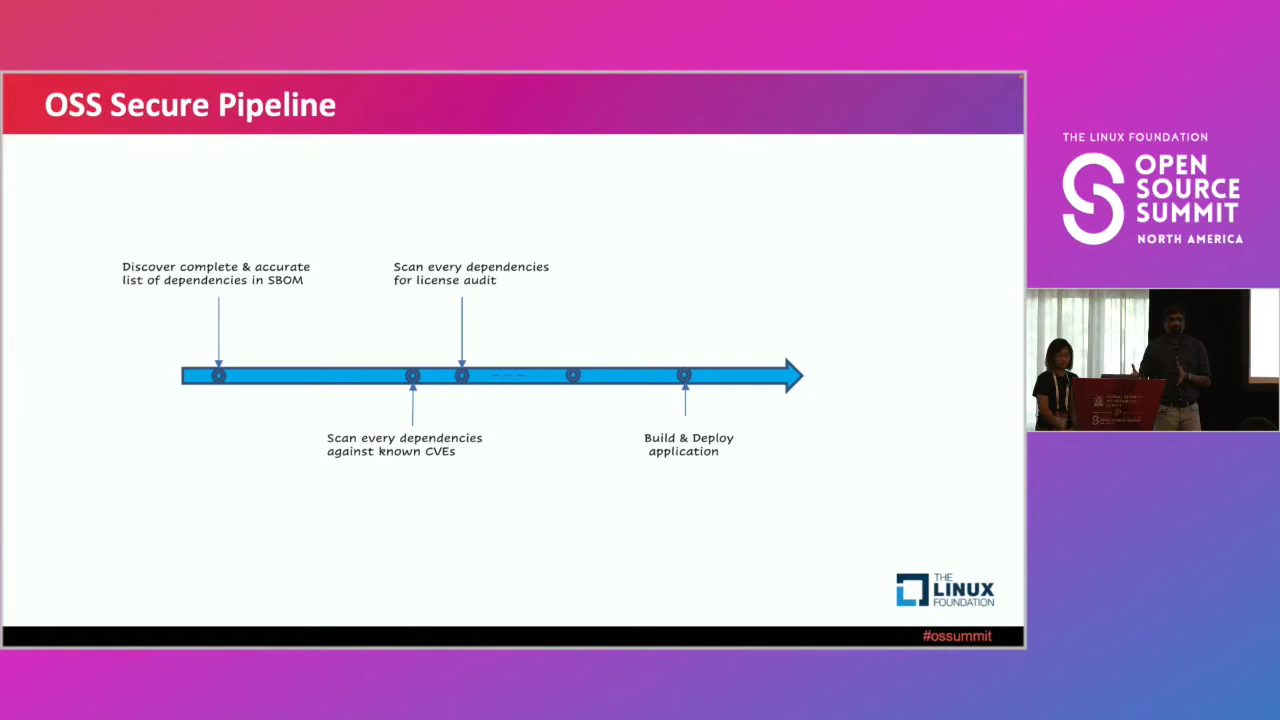 OSS Secure Pipeline
Discover complete & accurate
list of dependencies in SBOM
Scan every dependencies
for license audit
Scan every dependencies
against known CVEs
Build & Deploy
application
THE
LINUX
FOUNDATION
#ossummit
THE LINUX FOUNDATION
OPEN
SOURCE
SUMMIT
NORTH AMERICA